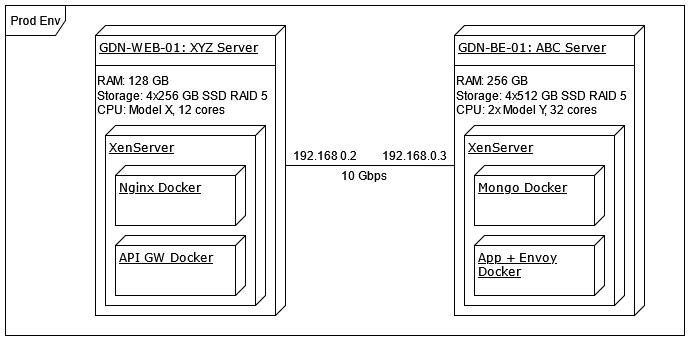 Prod Env
GDN-WEB-01: XYZ Server
RAM: 128 GB
Storage: 4x256 GB SSD RAID 5
CPU: Model X, 12 cores
XenServer
Nginx Docker
API GW Docker
192.168.0.2
192.168.0.3
10 Gbps
GDN-BE-01: ABC Server
RAM: 256 GB
Storage: 4x512 GB SSD RAID 5
CPU: 2x Model Y, 32 cores
XenServer
Mongo Docker
App + Envoy
Docker